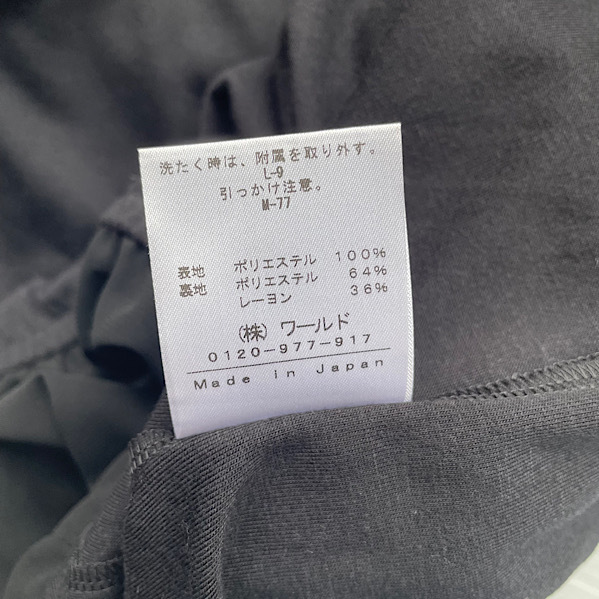 洗たく時は、附属を取り外す。
L-9
引っかけ注意。
M-77
表地 ポリエステル 100%
裏地 ポリエステル 64%
レーヨン 36%
(株) ワールド
0120-977-917
Made in Japan